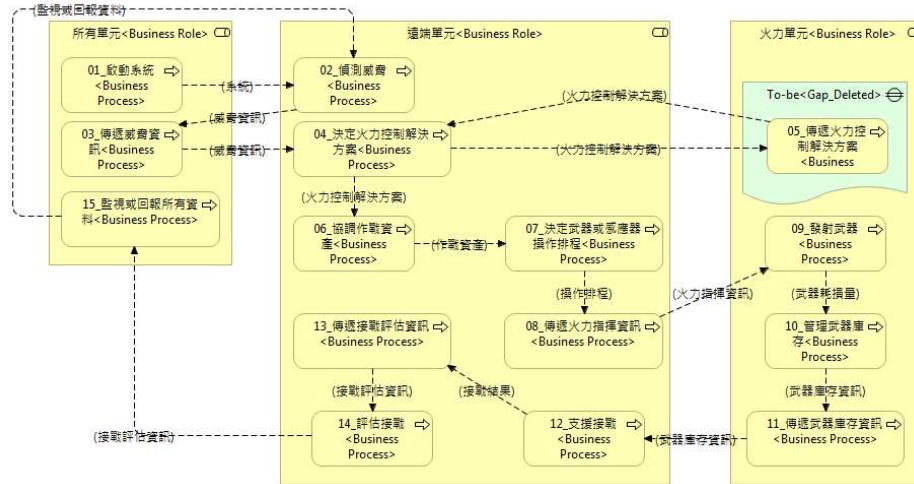 (監視或回報資料)
所有單元<Business Role>
遠端單元<Business Role>
火力單元<Business Role>
01_啟動系統
<Business
Process>
(系統)
02_偵測威脅
<Business
Process>
(威脅資訊)
03_傳遞威脅資
訊<Business
Process>
(威脅資訊)
04_決定火力控制解決
方案<Business
Process>
(火力控制解決方案)
(火力控制解決方案)
To-be<Gap_Deleted>
05_傳遞火力控
制解決方案
<Business
15_監視或回報所有資
料<Business Process>
(火力控制解決方案)
06_協調作戰資
產<Business
Process>
(作戰資產)
07_決定武器或感應器
操作排程<Business
Process>
09_發射武器
<Business
Process>
(操作排程)
(火力指揮資訊)
(武器耗損量)
13_傳遞接戰評估資訊
<Business Process>
08_傳遞火力指揮資訊
<Business Process>
10_管理武器庫
存<Business
Process>
(接戰評估資訊)
(接戰結果)
(武器庫存資訊)
14_評估接戰
<Business
Process>
12_支援接戰
<Business
Process>
11_傳遞武器庫存資訊
<Business Process>
(接戰評估資訊)
(武器庫存資訊)